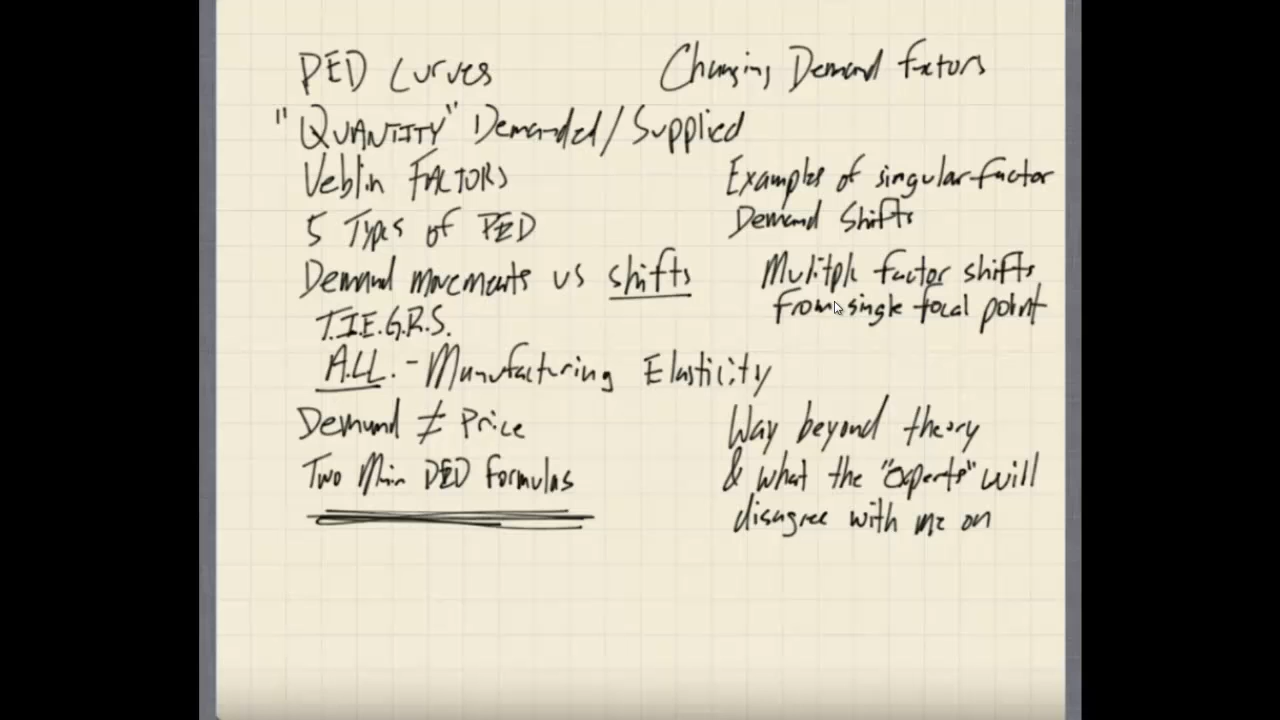 PED Curves
Changing Demand factors
"QUANTITY" Demanded/Supplied
Veblin FACTORS
Examples of singular-factor
Demand Shifts
5 Types of PED
Demand movements vs shifts
Mulitple factor shifts
from single focal point
T.I.E.G.R.S.
A.L.L. - Manufacturing Elasticity
Demand ≠ Price
Way beyond theory
& what the "experts" will
disagree with me on
Two Main PED formulas